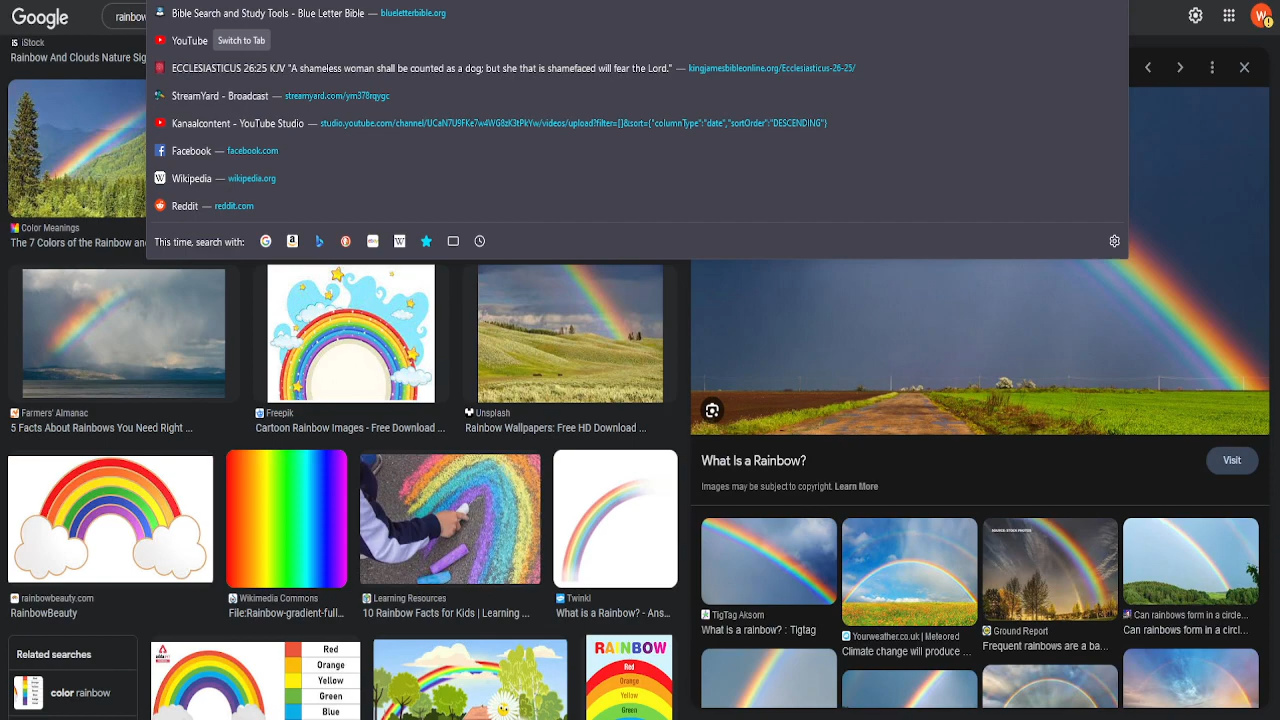 Google
rainbow
Bible Search and Study Tools - Blue Letter Bible — blueletterbible.org
YouTube Switch to Tab
ECCLESIASTICUS 26:25 KJV "A shameless woman shall be counted as a dog; but she that is shamefaced will fear the Lord." — kingjamesbibleonline.org/Ecclesiasticus-26-25/
StreamYard - Broadcast — streamyard.com/ym378rqygc
Kanaalcontent - YouTube Studio — studio.youtube.com/channel/UCaN7U9FKe7w4WG8zK3tPkYw/videos/upload?filter=[]&sort={"columnType":"date","sortOrder":"DESCENDING"}
Facebook — facebook.com
Wikipedia — wikipedia.org
Reddit — reddit.com
This time, search with:
W
iStock
Rainbow And Clouds Nature Sig
Color Meanings
The 7 Colors of the Rainbow and
Farmers' Almanac
5 Facts About Rainbows You Need Right ...
Freepik
Cartoon Rainbow Images - Free Download ...
Unsplash
Rainbow Wallpapers: Free HD Download ...
rainbowbeauty.com
RainbowBeauty
Wikimedia Commons
File:Rainbow-gradient-full...
Learning Resources
10 Rainbow Facts for Kids | Learning ...
Twinkl
What is a Rainbow? - Ans...
Related searches
color rainbow
Red
Orange
Yellow
Green
Blue
RAINBOW
Red
Orange
Yellow
Green
What Is a Rainbow?
Visit
Images may be subject to copyright. Learn More
TigTag Aksorn
What is a rainbow? : Tigtag
Yourweather.co.uk | Meteored
Climate change will produce ...
Ground Report
Frequent rainbows are a ba...
Can rainbows form in a circle...
Can rainbows form in a circl...